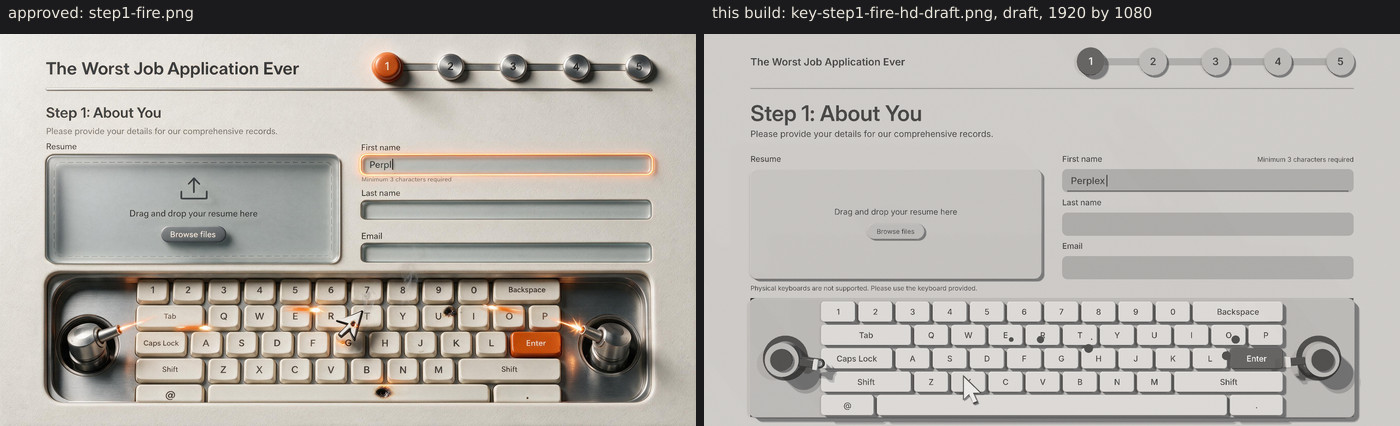 approved: step1-fire.png
The Worst Job Application Ever
1 2 3 4 5
Step 1: About You
Please provide your details for our comprehensive records.
Resume
Drag and drop your resume here
Browse files
First name
Perpl
Minimum 3 characters required
Last name
Email
1 2 3 4 5 6 7 8 9 0 Backspace
Tab Q W E R T Y U I O P
Caps Lock A S D F G H J K L Enter
Shift Z X C V B N M Shift
@ .
this build: key-step1-fire-hd-draft.png, draft, 1920 by 1080
The Worst Job Application Ever
1 2 3 4 5
Step 1: About You
Please provide your details for our comprehensive records.
Resume
Drag and drop your resume here
Browse files
First name Minimum 3 characters required
Perplex
Last name
Email
Physical keyboards are not supported. Please use the keyboard provided.
1 2 3 4 5 6 7 8 9 0 Backspace
Tab Q W E R T Y U I O P
Caps Lock A S D F G H J K L Enter
Shift Z X C V B N M Shift
@ .